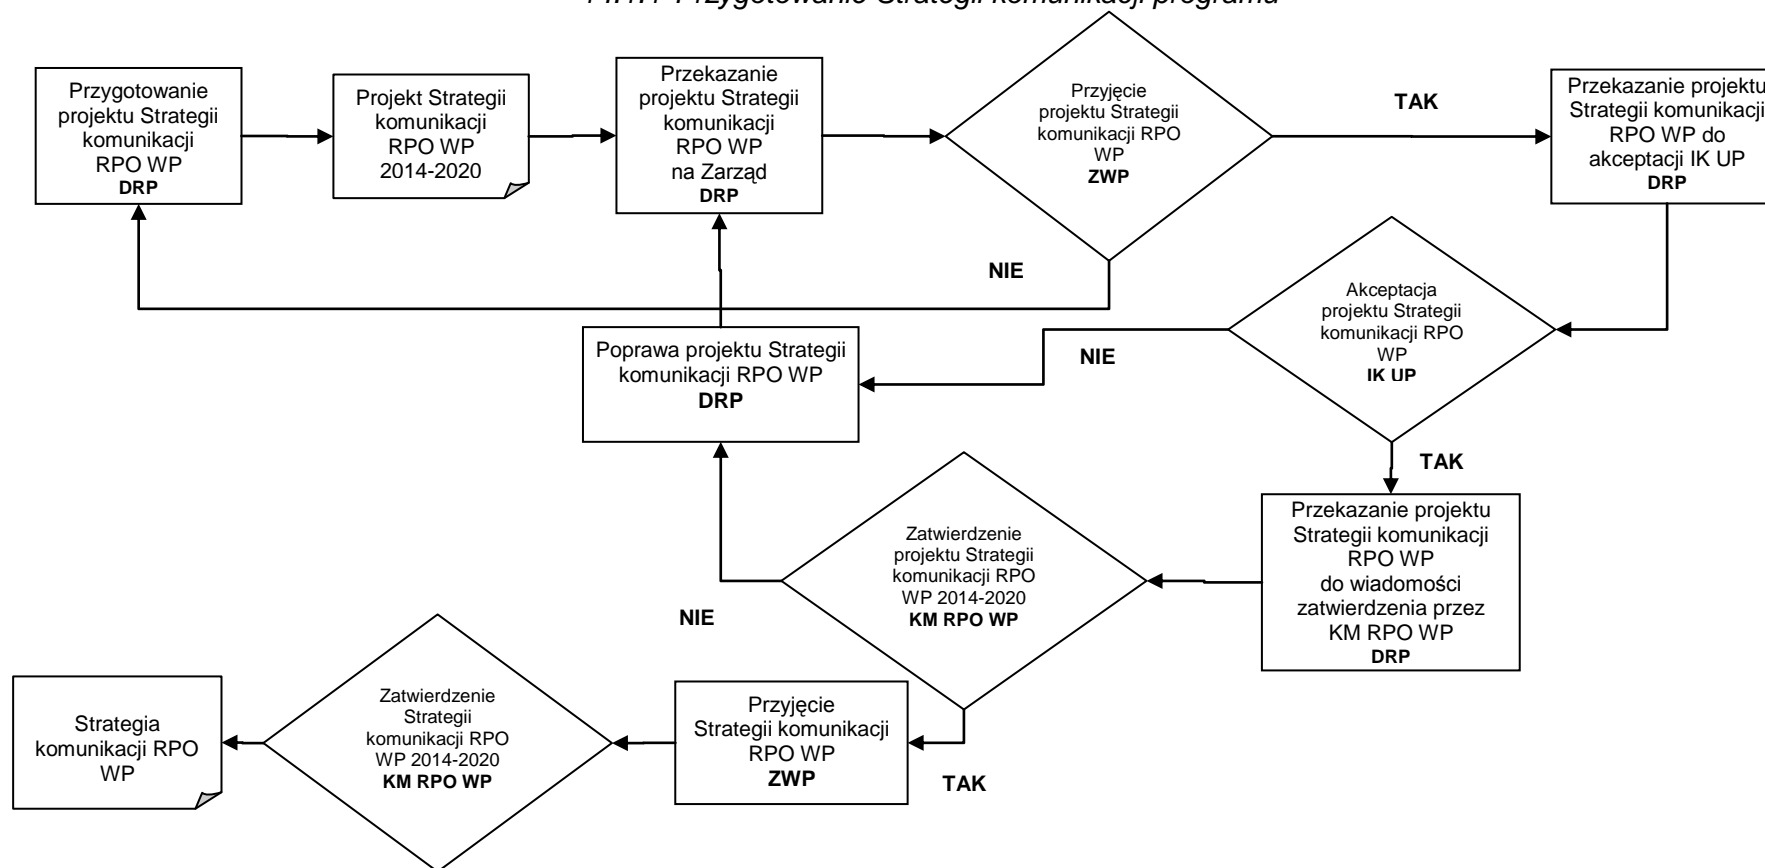 Przygotowanie Strategii komunikacji programu
Przygotowanie
projektu Strategii
komunikacji
RPO WP
DRP
Projekt Strategii
komunikacji
RPO WP
2014-2020
Przekazanie
projektu Strategii
komunikacji
RPO WP
na Zarząd
DRP
Przyjęcie
projektu Strategii
komunikacji RPO
WP
ZWP
TAK
Przekazanie projektu
Strategii komunikacji
RPO WP do
akceptacji IK UP
DRP
NIE
Akceptacja
projektu Strategii
komunikacji RPO
WP
IK UP
NIE
Poprawa projektu Strategii
komunikacji RPO WP
DRP
TAK
Przekazanie projektu
Strategii komunikacji
RPO WP
do wiadomości
zatwierdzenia przez
KM RPO WP
DRP
Zatwierdzenie
projektu Strategii
komunikacji RPO
WP 2014-2020
KM RPO WP
NIE
TAK
Przyjęcie
Strategii komunikacji
RPO WP
ZWP
Zatwierdzenie
Strategii
komunikacji RPO
WP 2014-2020
KM RPO WP
Strategia
komunikacji RPO
WP